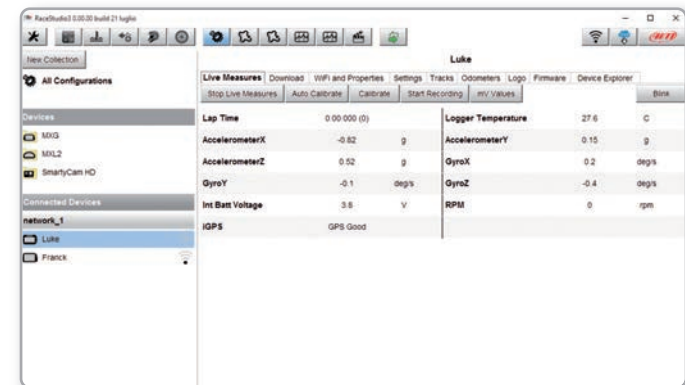 RaceStudio3 0.00.00 build 21 luglio
AiM
New Collection
Luke
All Configurations
Live Measures Download WiFi and Properties Settings Tracks Odometers Logo Firmware Device Explorer
Stop Live Measures Auto Calibrate Calibrate Start Recording mV Values Blink
Devices
MXG
MXL2
SmartyCam HD
Connected Devices
network_1
Luke
Franck
Lap Time 0:00.000 (0) Logger Temperature 27.6 C
AccelerometerX -0.82 g AccelerometerY 0.15 g
AccelerometerZ 0.52 g GyroX 0.2 deg/s
GyroY -0.1 deg/s GyroZ -0.4 deg/s
Int Batt Voltage 3.8 V RPM 0 rpm
iGPS GPS Good